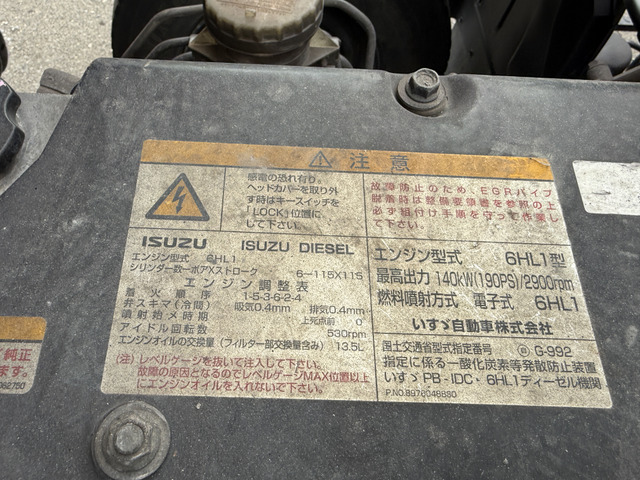 注意
感電の恐れ有り。
ヘッドカバーを取り外
す時はキースイッチを
「LOCK」位置に
して下さい。
故障防止のため、EGRパイプ
脱着時は整備要領書を参照の上
必ず組付け手順を守って作業し
て下さい。
ISUZU ISUZU DIESEL
エンジン型式 6HL1
シリンダ数ーボアXストローク 6-115X115
エンジン調整表
着火順序 1-5-3-6-2-4
弁スキマ(冷間) 吸気0.4mm 排気0.4mm
噴射始メ時期 上死点前 0°
アイドル回転数 530rpm
エンジンオイルの交換量(フィルター部交換量含み) 13.5L
(注)レベルゲージを抜いて注入して下さい。
故障の原因となるのでレベルゲージMAX位置以上
にエンジンオイルを入れないで下さい。
エンジン型式 6HL1型
最高出力 140kW(190PS)/2900rpm
燃料噴射方式 電子式 6HL1
いすゞ自動車株式会社
国土交通省型式指定番号 G-992
指定に係る一酸化炭素等発散防止装置
いすゞPB・IDC・6HL1ディーゼル機関
P.NO.8976048880
純正
ます。
062750